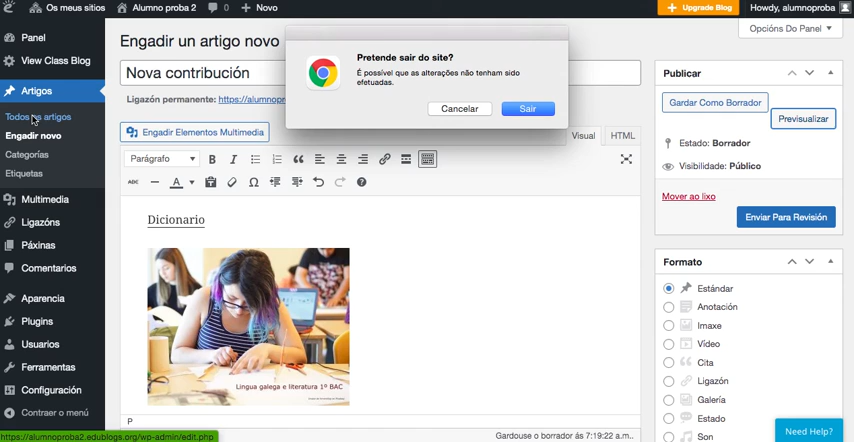 Os meus sitios
Alumno proba 2
0
Novo
Upgrade Blog
Howdy, alumnoproba
Opcións Do Panel
Panel
View Class Blog
Artigos
Todos os artigos
Engadir novo
Categorías
Etiquetas
Multimedia
Ligazóns
Páxinas
Comentarios
Aparencia
Plugins
Usuarios
Ferramentas
Configuración
Contraer o menú
https://alumnoproba2.edublogs.org/wp-admin/edit.php
Engadir un artigo novo
Nova contribución
Ligazón permanente: https://alumnopr
Engadir Elementos Multimedia
Visual
HTML
Parágrafo
B
I
ABC
A
Dicionario
Lingua galega e literatura 1º BAC
P
Gardouse o borrador ás 7:19:22 a.m..
Pretende sair do site?
É possível que as alterações não tenham sido
efetuadas.
Cancelar
Sair
Publicar
Gardar Como Borrador
Previsualizar
Estado: Borrador
Visibilidade: Público
Mover ao lixo
Enviar Para Revisión
Formato
Estándar
Anotación
Imaxe
Vídeo
Cita
Ligazón
Galería
Estado
Son
Need Help?